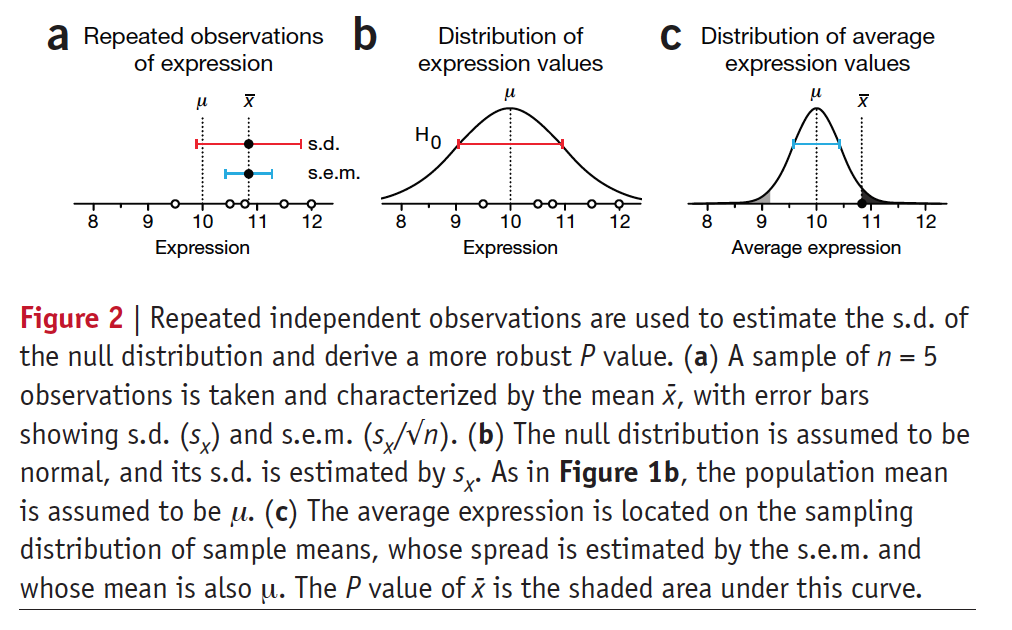 a Repeated observations of expression
μ x̄
s.d.
s.e.m.
8 9 10 11 12
Expression
b Distribution of expression values
μ
H0
8 9 10 11 12
Expression
c Distribution of average expression values
μ x̄
8 9 10 11 12
Average expression
Figure 2 | Repeated independent observations are used to estimate the s.d. of
the null distribution and derive a more robust P value. (a) A sample of n = 5
observations is taken and characterized by the mean x̄, with error bars
showing s.d. (sx) and s.e.m. (sx/√n). (b) The null distribution is assumed to be
normal, and its s.d. is estimated by sx. As in Figure 1b, the population mean
is assumed to be μ. (c) The average expression is located on the sampling
distribution of sample means, whose spread is estimated by the s.e.m. and
whose mean is also μ. The P value of x̄ is the shaded area under this curve.